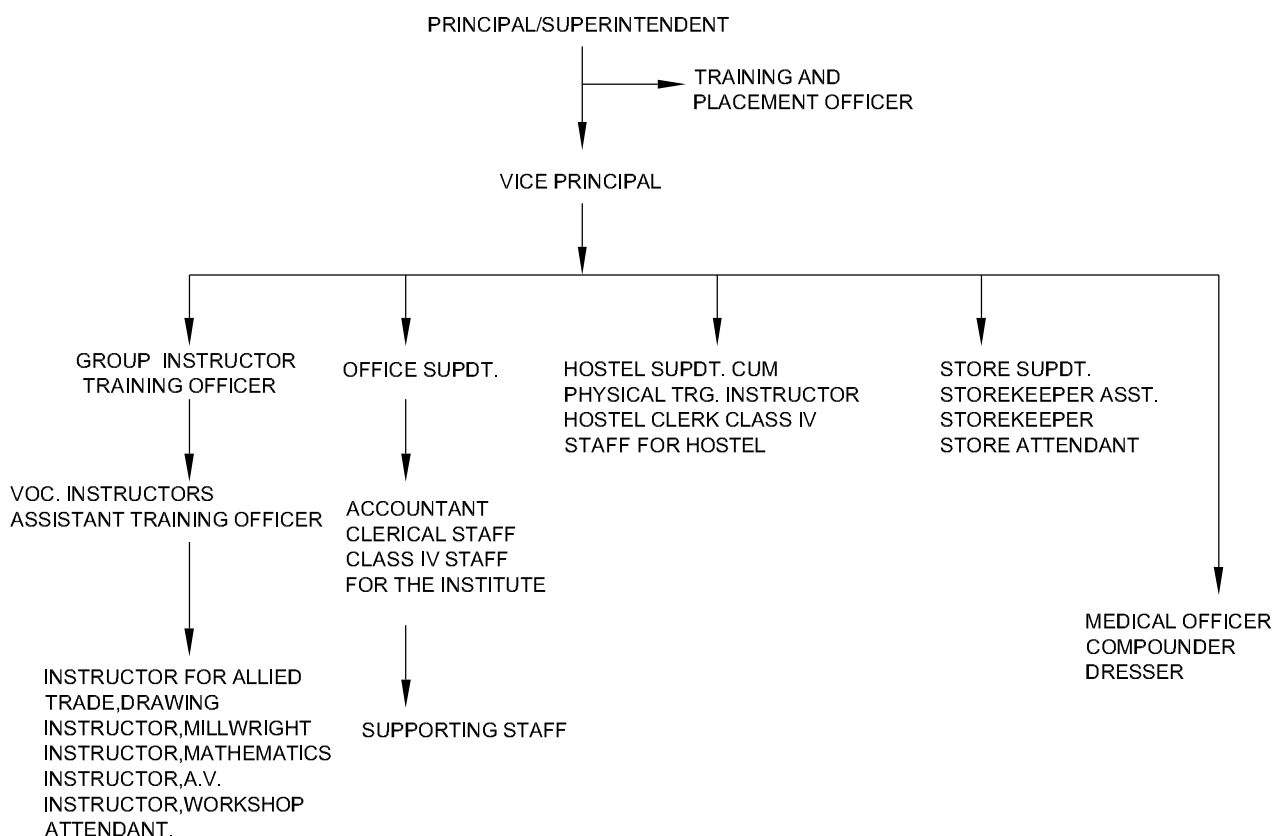 PRINCIPAL/SUPERINTENDENT
TRAINING AND
PLACEMENT OFFICER
VICE PRINCIPAL
GROUP INSTRUCTOR
TRAINING OFFICER
VOC. INSTRUCTORS
ASSISTANT TRAINING OFFICER
INSTRUCTOR FOR ALLIED
TRADE,DRAWING
INSTRUCTOR,MILLWRIGHT
INSTRUCTOR,MATHEMATICS
INSTRUCTOR,A.V.
INSTRUCTOR,WORKSHOP
ATTENDANT.
OFFICE SUPDT.
ACCOUNTANT
CLERICAL STAFF
CLASS IV STAFF
FOR THE INSTITUTE
SUPPORTING STAFF
HOSTEL SUPDT. CUM
PHYSICAL TRG. INSTRUCTOR
HOSTEL CLERK CLASS IV
STAFF FOR HOSTEL
STORE SUPDT.
STOREKEEPER ASST.
STOREKEEPER
STORE ATTENDANT
MEDICAL OFFICER
COMPOUNDER
DRESSER